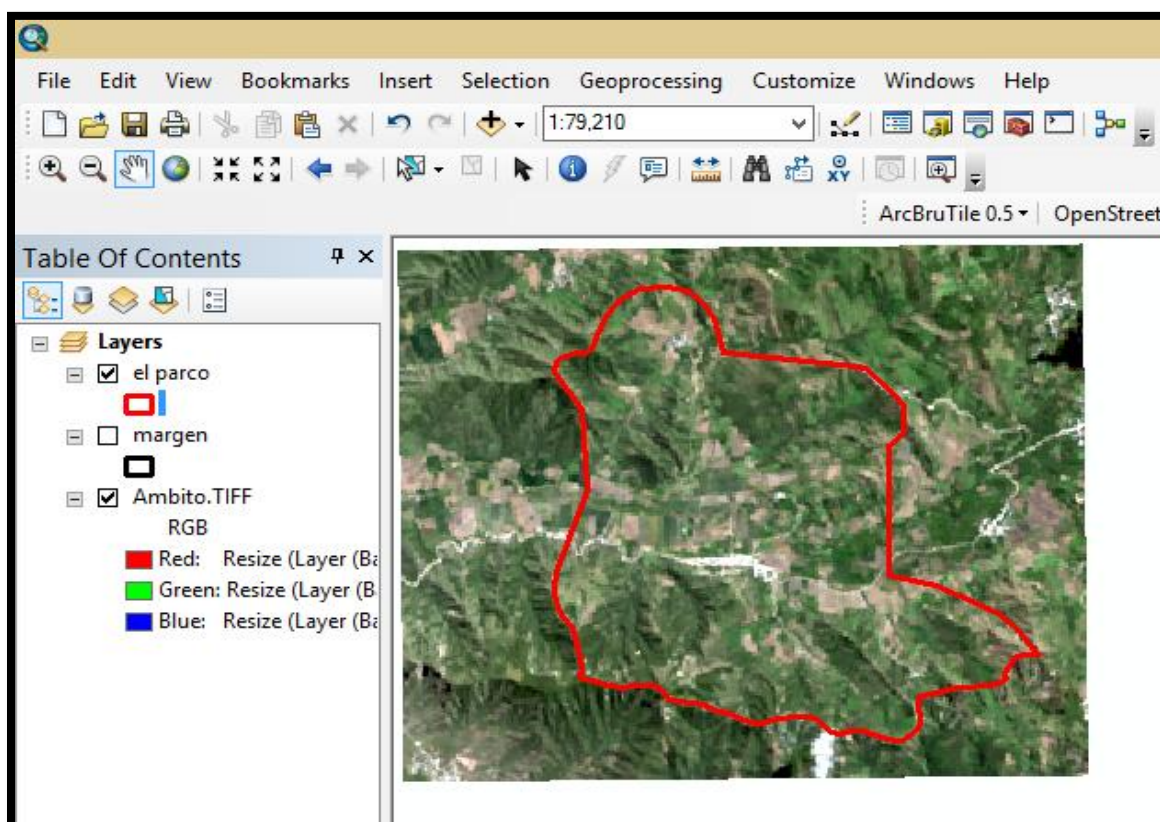 File Edit View Bookmarks Insert Selection Geoprocessing Customize Windows Help
1:79,210
XY
ArcBruTile 0.5 OpenStreet
Table Of Contents
Layers
el parco
margen
Ambito.TIFF
RGB
Red: Resize (Layer (Ba
Green: Resize (Layer (B
Blue: Resize (Layer (Ba